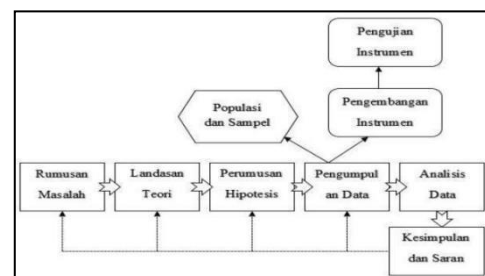 Pengujian
Instrumen
Populasi
dan Sampel
Pengembangan
Instrumen
Rumusan
Masalah
Landasan
Teori
Perumusan
Hipotesis
Pengumpul
an Data
Analisis
Data
Kesimpulan
dan Saran